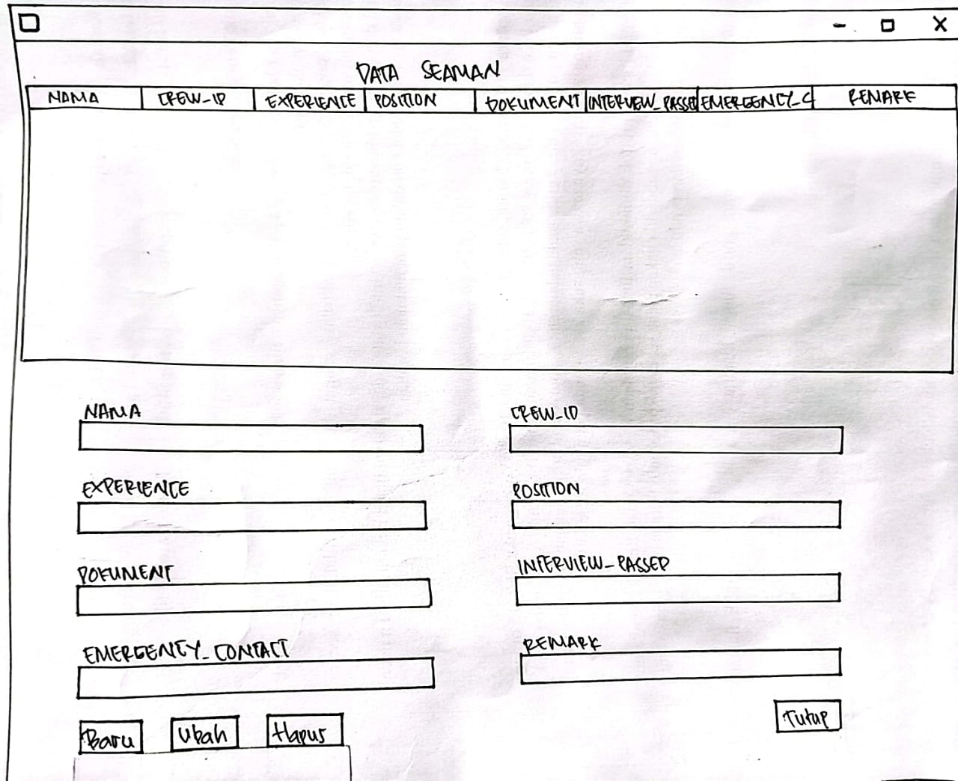 DATA SEAMAN
NAMA CREW_ID EXPERIENCE POSITION DOKUMENT INTERVIEW_PASSED EMERGENCY_C REMARK
NAMA CREW_ID
EXPERIENCE POSITION
DOKUMENT INTERVIEW_PASSED
EMERGENCY_CONTACT REMARK
Baru Ubah Hapus Tutup